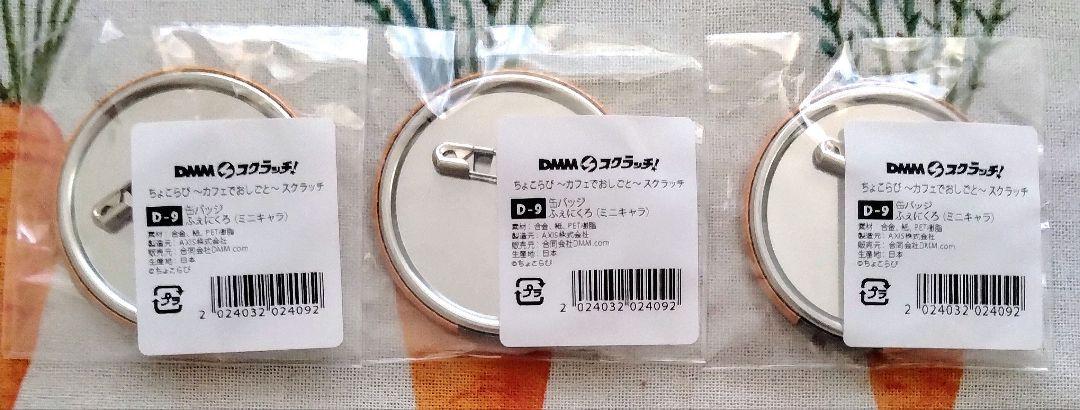 DMM スクラッチ!
ちょこらび ～カフェでおしごと～ スクラッチ
D-9 缶バッジ
ふぇにくろ (ミニキャラ)
素材：合金、紙、PET樹脂
製造元：AXIS株式会社
販売元：合同会社DMM.com
生産地：日本
©ちょこらび
プラ
2 024032 024092
DMM スクラッチ!
ちょこらび ～カフェでおしごと～ スクラッチ
D-9 缶バッジ
ふぇにくろ (ミニキャラ)
素材：合金、紙、PET樹脂
製造元：AXIS株式会社
販売元：合同会社DMM.com
生産地：日本
©ちょこらび
プラ
2 024032 024092
DMM スクラッチ!
ちょこらび ～カフェでおしごと～ スクラッチ
D-9 缶バッジ
ふぇにくろ (ミニキャラ)
素材：合金、紙、PET樹脂
製造元：AXIS株式会社
販売元：合同会社DMM.com
生産地：日本
©ちょこらび
プラ
2 024032 024092